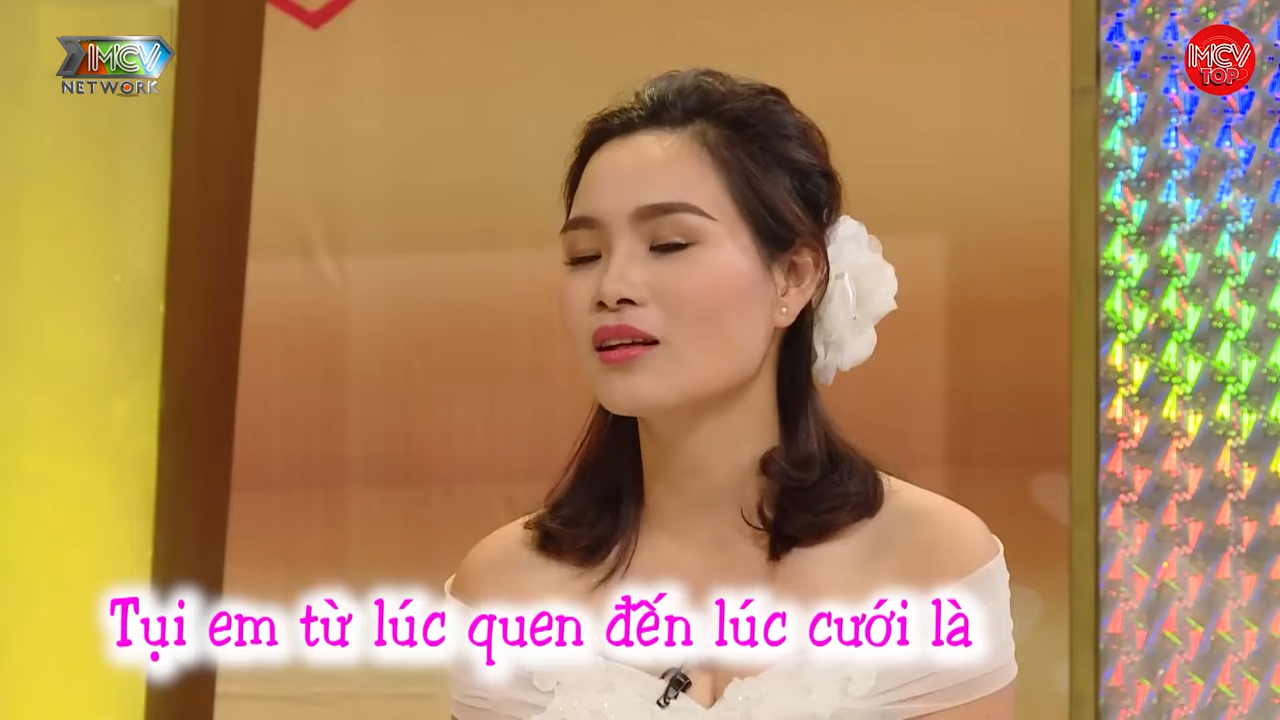 MCV
NETWORK
MCV
TOP
Tụi em từ lúc quen đến lúc cưới là